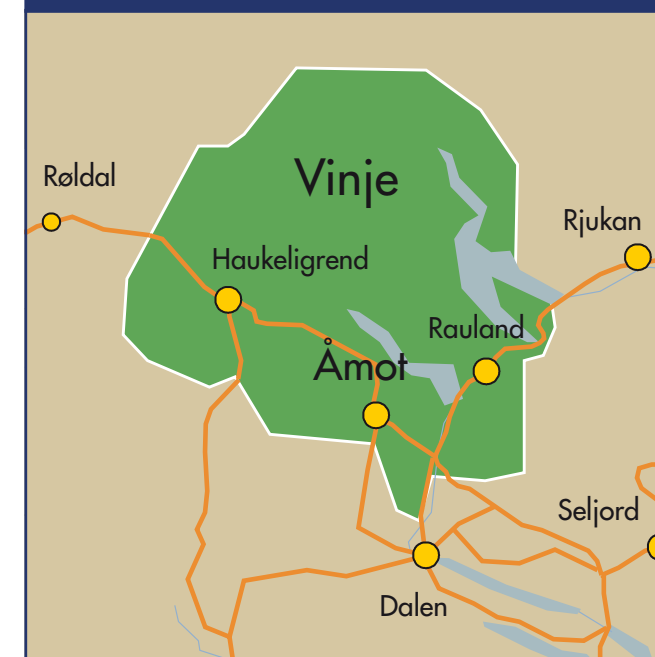 Vinje
Røldal
Rjukan
Haukeligrend
Rauland
Åmot
Seljord
Dalen